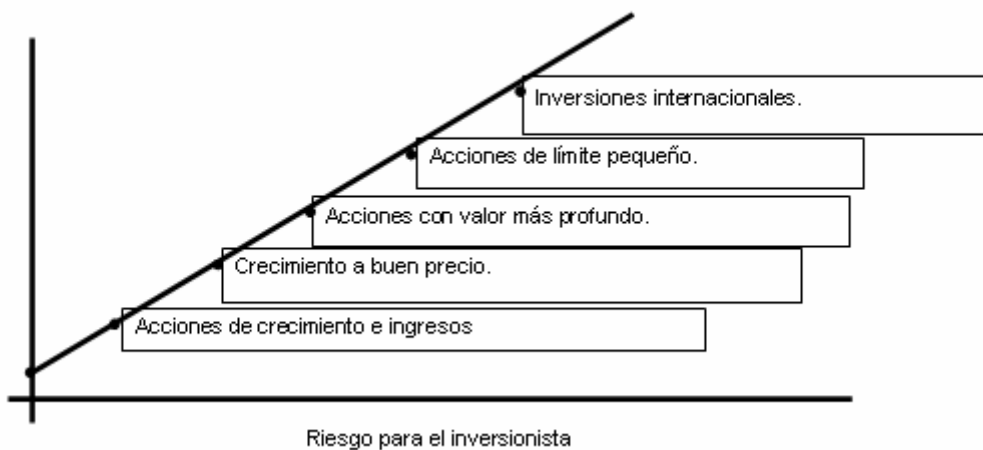 Inversiones internacionales.
Acciones de límite pequeño.
Acciones con valor más profundo.
Crecimiento a buen precio.
Acciones de crecimiento e ingresos
Riesgo para el inversionista